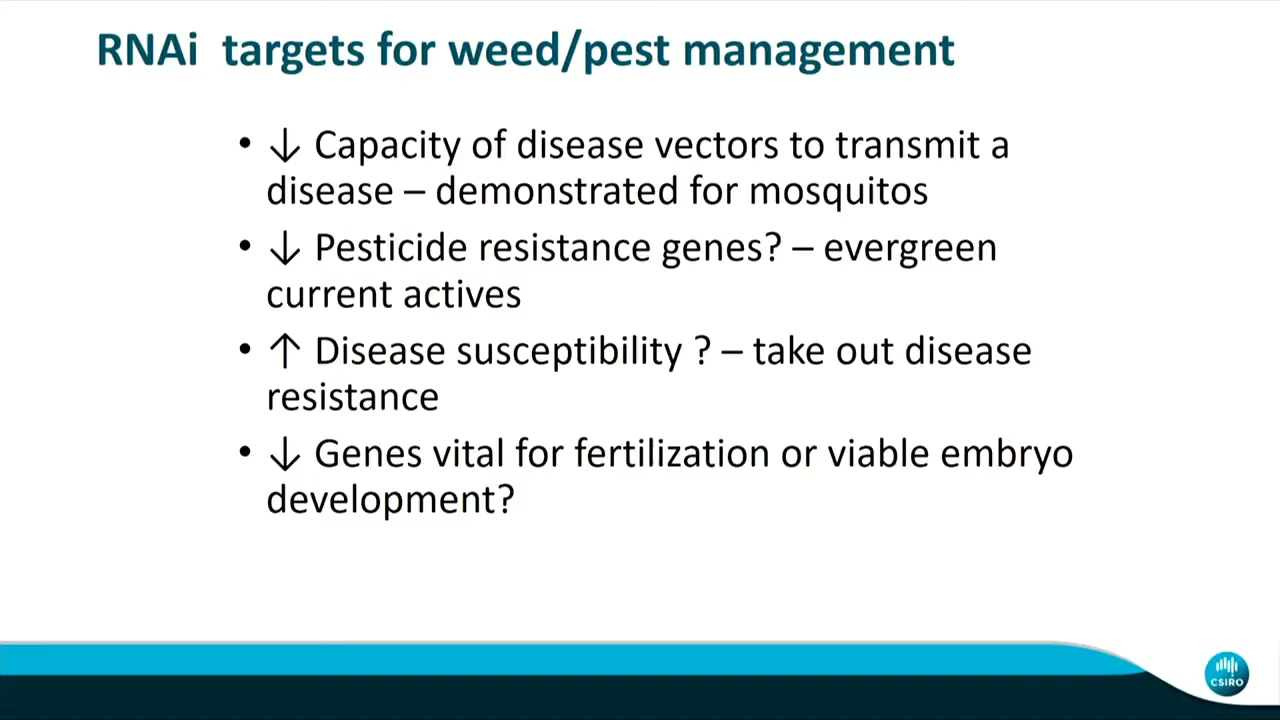 RNAi targets for weed/pest management
• ↓ Capacity of disease vectors to transmit a
disease – demonstrated for mosquitos
• ↓ Pesticide resistance genes? – evergreen
current actives
• ↑ Disease susceptibility ? – take out disease
resistance
• ↓ Genes vital for fertilization or viable embryo
development?
CSIRO